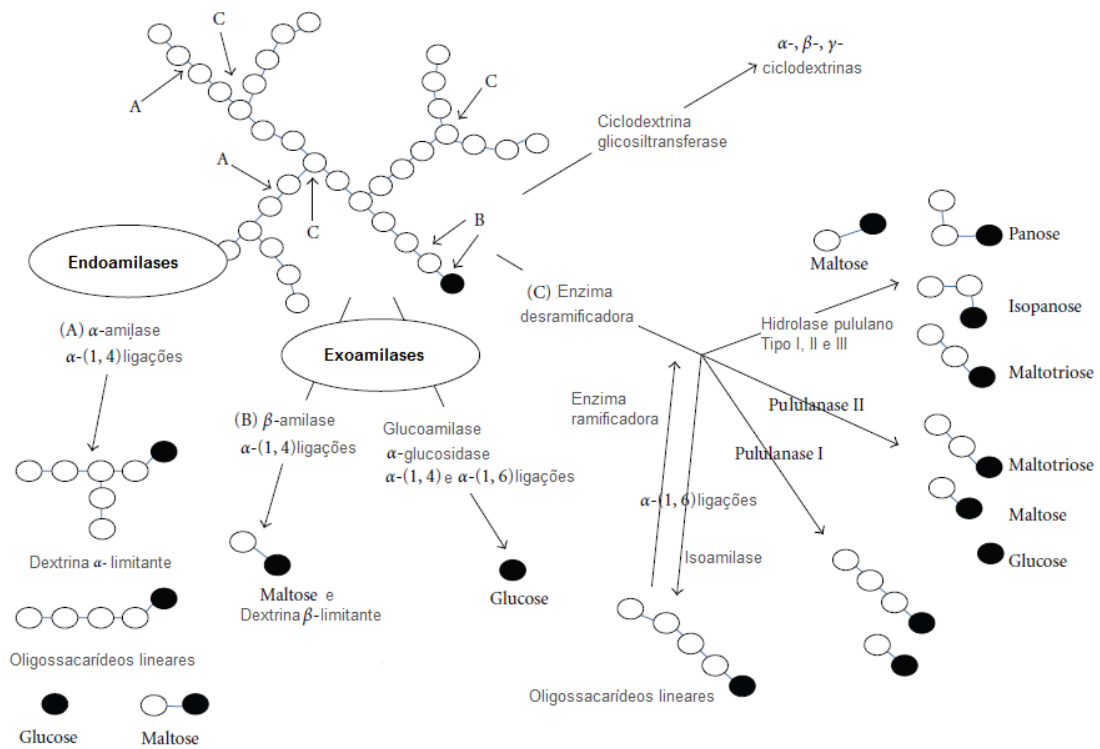 C
A
C
α-, β-, γ-
ciclodextrinas
Ciclodextrina
glicosiltransferase
A
C
B
Endoamilases
(A) α-amilase
α-(1, 4) ligações
Dextrina α- limitante
Oligossacarídeos lineares
Glucose
Maltose
Exoamilases
(B) β-amilase
α-(1, 4) ligações
Maltose e
Dextrina β-limitante
Glucoamilase
α-glucosidase
α-(1, 4) e α-(1, 6) ligações
Glucose
(C) Enzima
desramificadora
Enzima
ramificadora
α-(1, 6) ligações
Isoamilase
Oligossacarídeos lineares
Hidrolase pululano
Tipo I, II e III
Pululanase II
Pululanase I
Maltose
Panose
Isopanose
Maltotriose
Maltotriose
Maltose
Glucose